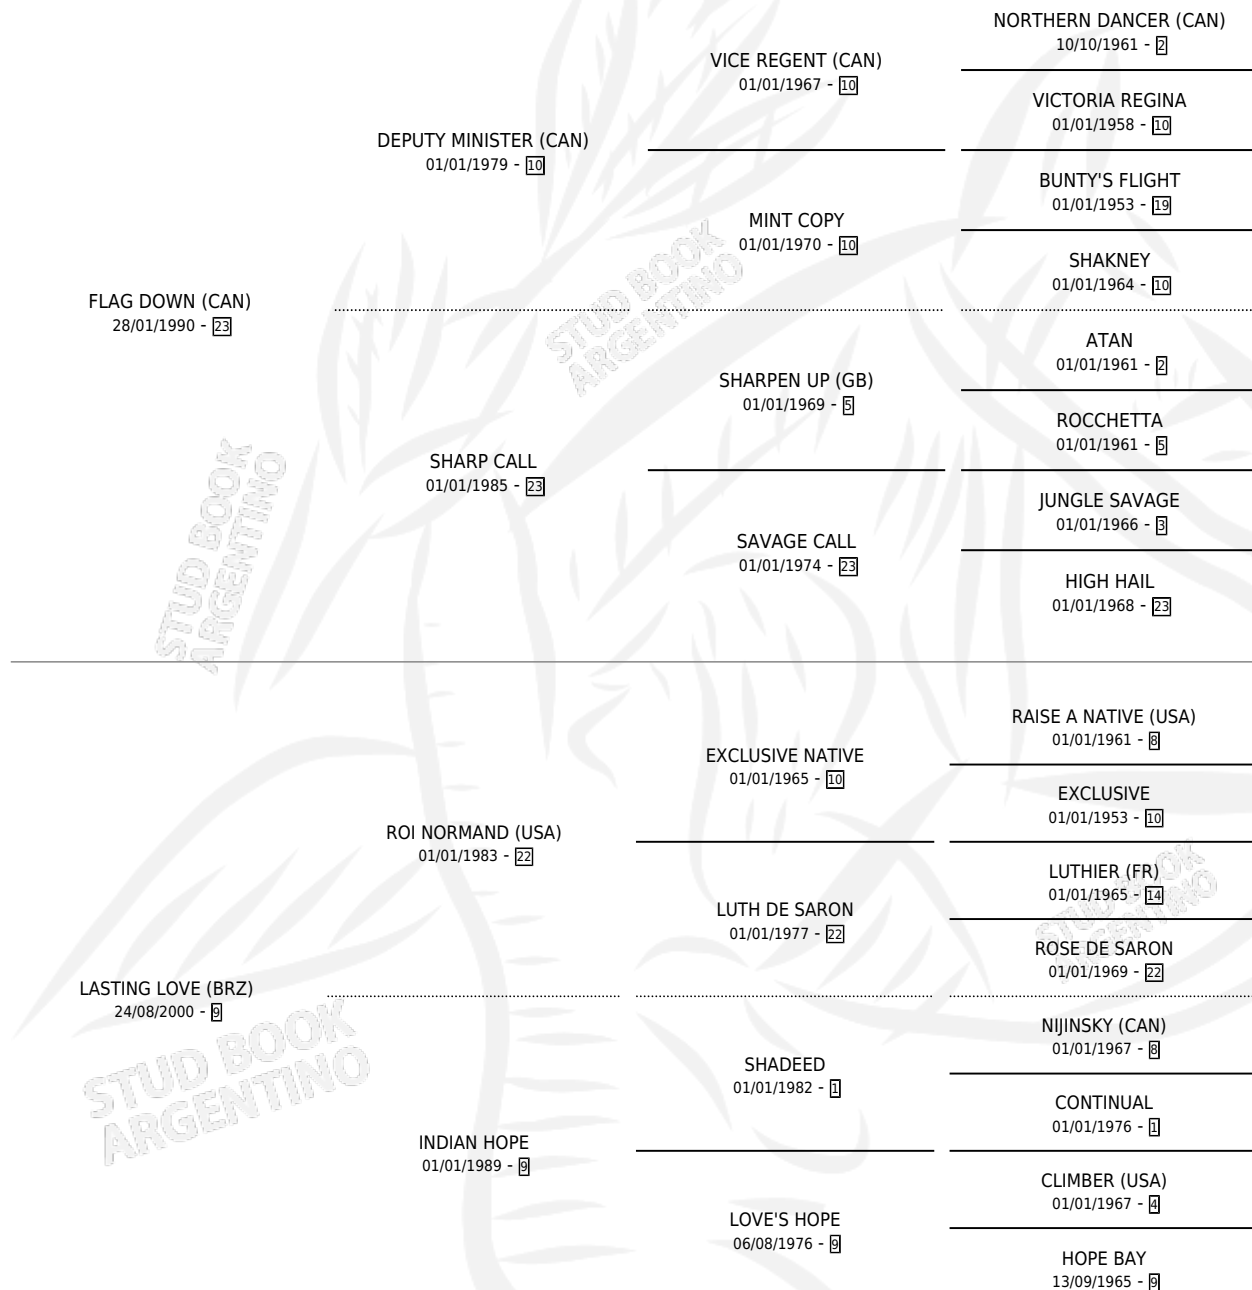 NORTHERN DANCER (CAN)
10/10/1961 - 2
VICE REGENT (CAN)
01/01/1967 - 10
VICTORIA REGINA
01/01/1958 - 10
DEPUTY MINISTER (CAN)
01/01/1979 - 10
BUNTY'S FLIGHT
01/01/1953 - 19
MINT COPY
01/01/1970 - 10
SHAKNEY
01/01/1964 - 10
FLAG DOWN (CAN)
28/01/1990 - 23
STUD BOOK
ARGENTINO
ATAN
01/01/1961 - 2
SHARPEN UP (GB)
01/01/1969 - 5
ROCCHETTA
01/01/1961 - 5
SHARP CALL
01/01/1985 - 23
JUNGLE SAVAGE
01/01/1966 - 3
SAVAGE CALL
01/01/1974 - 23
HIGH HAIL
01/01/1968 - 23
STUD BOOK
ARGENTINO
RAISE A NATIVE (USA)
01/01/1961 - 8
EXCLUSIVE NATIVE
01/01/1965 - 10
EXCLUSIVE
01/01/1953 - 10
ROI NORMAND (USA)
01/01/1983 - 22
LUTHIER (FR)
01/01/1965 - 14
LUTH DE SARON
01/01/1977 - 22
STUD BOOK
ARGENTINO
ROSE DE SARON
01/01/1969 - 22
LASTING LOVE (BRZ)
24/08/2000 - 9
STUD BOOK
ARGENTINO
NIJINSKY (CAN)
01/01/1967 - 8
SHADEED
01/01/1982 - 1
CONTINUAL
01/01/1976 - 1
INDIAN HOPE
01/01/1989 - 9
CLIMBER (USA)
01/01/1967 - 4
LOVE'S HOPE
06/08/1976 - 9
HOPE BAY
13/09/1965 - 9